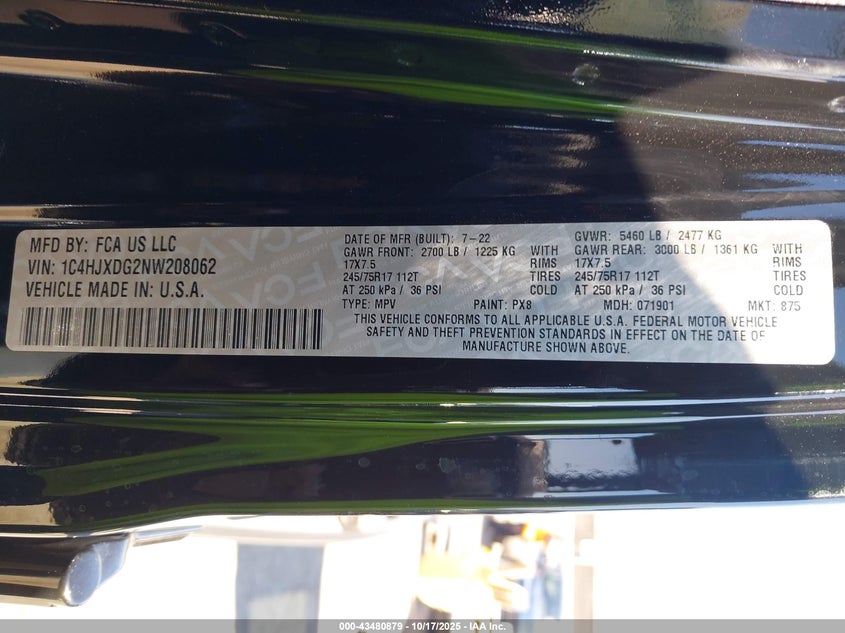 MFD BY: FCA US LLC
VIN: 1C4HJXDG2NW208062
VEHICLE MADE IN: U.S.A.
DATE OF MFR (BUILT): 7-22 GVWR: 5460 LB / 2477 KG
GAWR FRONT: 2700 LB / 1225 KG WITH GAWR REAR: 3000 LB / 1361 KG WITH
17X7.5 RIMS 17X7.5 RIMS
245/75R17 112T TIRES 245/75R17 112T TIRES
AT 250 kPa / 36 PSI COLD AT 250 kPa / 36 PSI COLD
TYPE: MPV PAINT: PX8 MDH: 071901 MKT: 875
THIS VEHICLE CONFORMS TO ALL APPLICABLE U.S.A. FEDERAL MOTOR VEHICLE
SAFETY AND THEFT PREVENTION STANDARDS IN EFFECT ON THE DATE OF
MANUFACTURE SHOWN ABOVE.
000-43480879 - 10/17/2025 - IAA Inc.